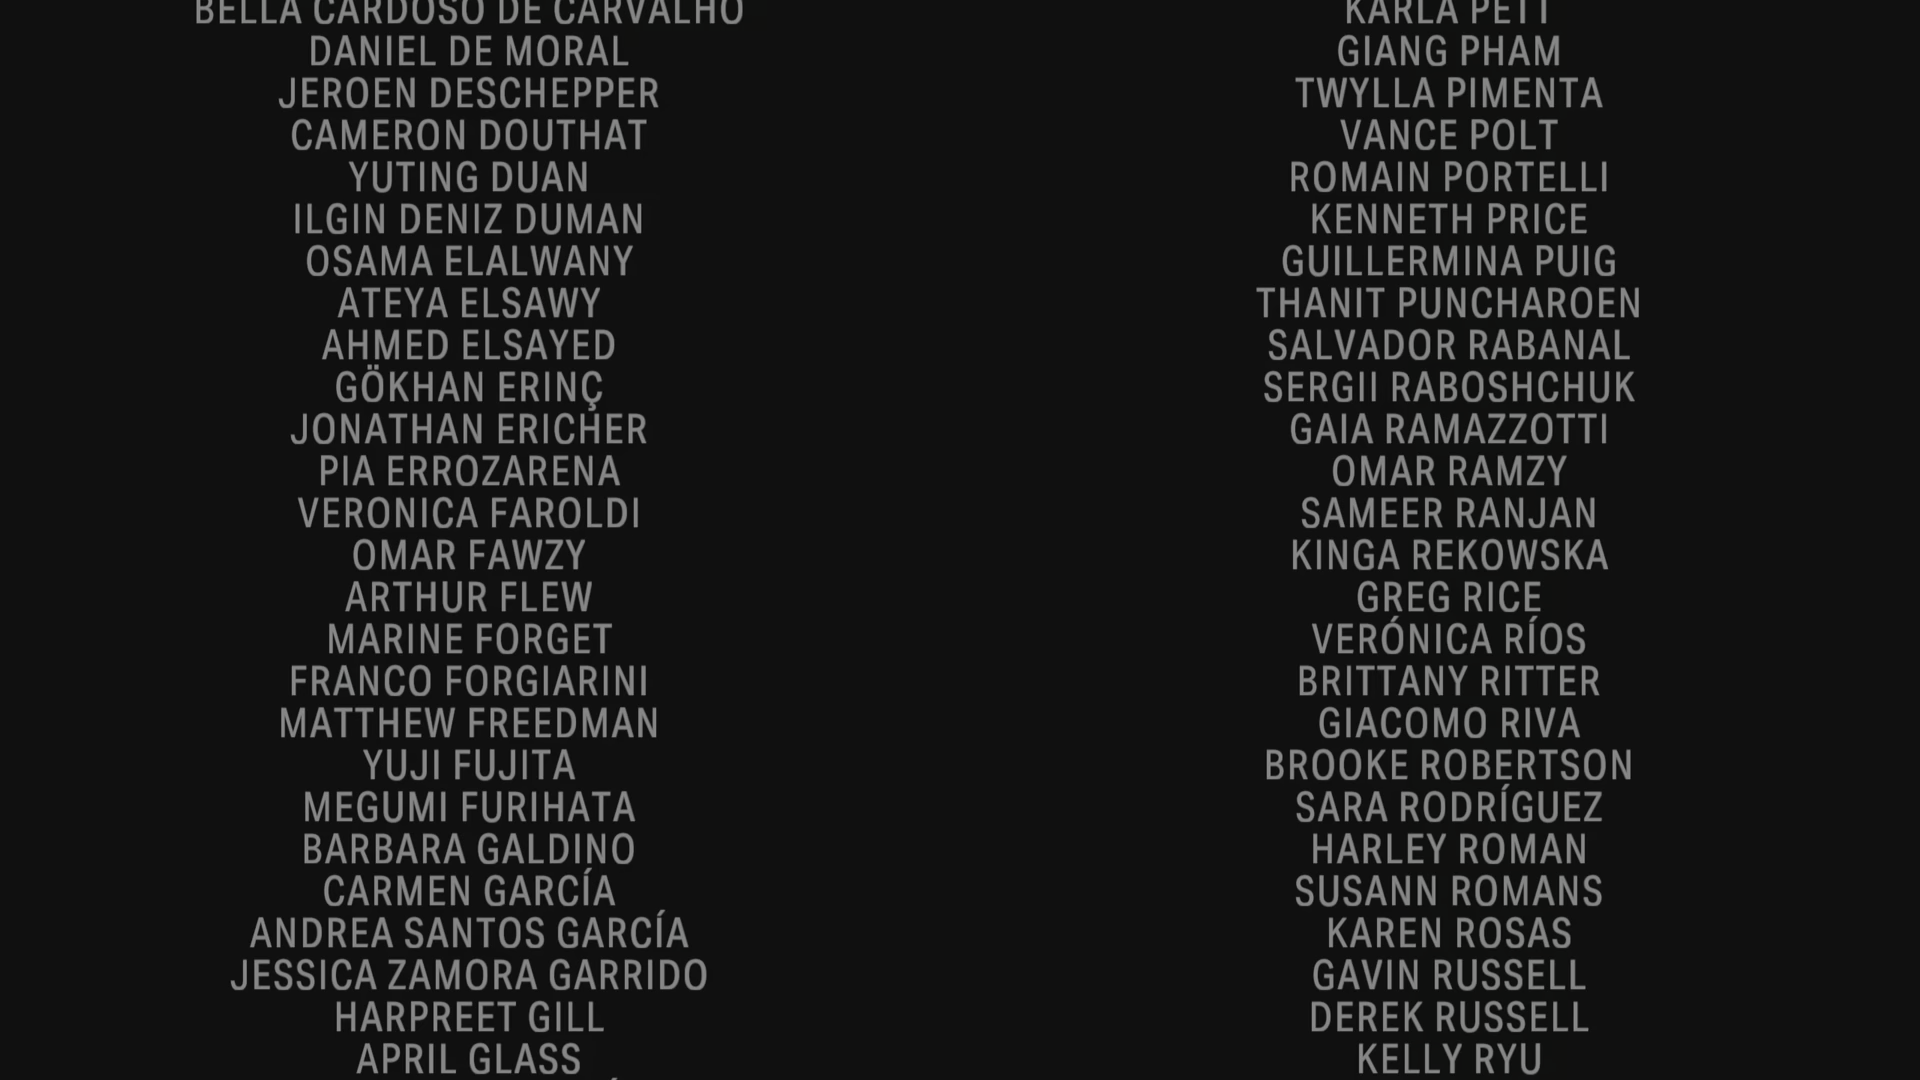 BELLA CARDOSO DE CARVALHO
DANIEL DE MORAL
JEROEN DESCHEPPER
CAMERON DOUTHAT
YUTING DUAN
ILGIN DENIZ DUMAN
OSAMA ELALWANY
ATEYA ELSAWY
AHMED ELSAYED
GÖKHAN ERINÇ
JONATHAN ERICHER
PIA ERROZARENA
VERONICA FAROLDI
OMAR FAWZY
ARTHUR FLEW
MARINE FORGET
FRANCO FORGIARINI
MATTHEW FREEDMAN
YUJI FUJITA
MEGUMI FURIHATA
BARBARA GALDINO
CARMEN GARCÍA
ANDREA SANTOS GARCÍA
JESSICA ZAMORA GARRIDO
HARPREET GILL
APRIL GLASS
KARLA PETT
GIANG PHAM
TWYLLA PIMENTA
VANCE POLT
ROMAIN PORTELLI
KENNETH PRICE
GUILLERMINA PUIG
THANIT PUNCHAROEN
SALVADOR RABANAL
SERGII RABOSHCHUK
GAIA RAMAZZOTTI
OMAR RAMZY
SAMEER RANJAN
KINGA REKOWSKA
GREG RICE
VERÓNICA RÍOS
BRITTANY RITTER
GIACOMO RIVA
BROOKE ROBERTSON
SARA RODRÍGUEZ
HARLEY ROMAN
SUSANN ROMANS
KAREN ROSAS
GAVIN RUSSELL
DEREK RUSSELL
KELLY RYU